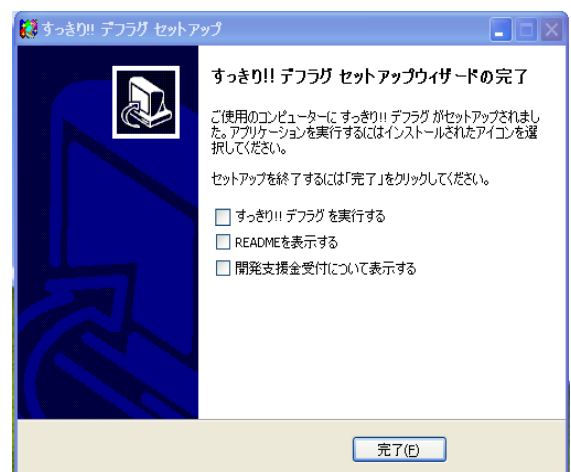 すっきり!! デフラグ セットアップ
すっきり!! デフラグ セットアップウィザードの完了
ご使用のコンピューターに すっきり!! デフラグ がセットアップされまし
た。アプリケーションを実行するにはインストールされたアイコンを選
択してください。
セットアップを終了するには「完了」をクリックしてください。
すっきり!! デフラグ を実行する
READMEを表示する
開発支援金受付について表示する
完了(F)